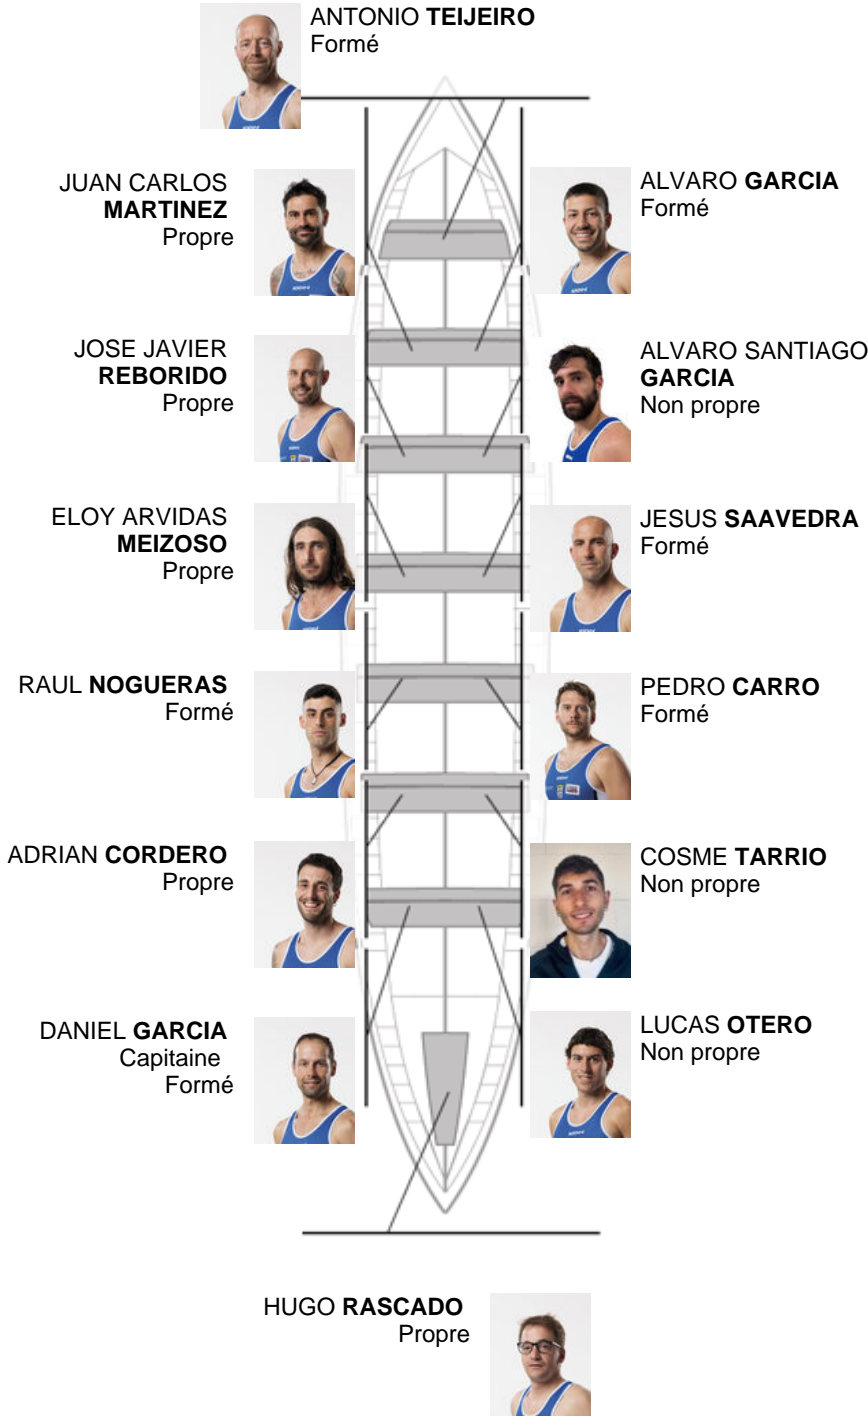 ANTONIO TEIJEIRO
Formé
JUAN CARLOS
MARTINEZ
Propre
ALVARO GARCIA
Formé
JOSE JAVIER
REBORIDO
Propre
ALVARO SANTIAGO
GARCIA
Non propre
ELOY ARVIDAS
MEIZOSO
Propre
JESUS SAAVEDRA
Formé
RAUL NOGUERAS
Formé
PEDRO CARRO
Formé
ADRIAN CORDERO
Propre
COSME TARRIO
Non propre
DANIEL GARCIA
Capitaine
Formé
LUCAS OTERO
Non propre
HUGO RASCADO
Propre